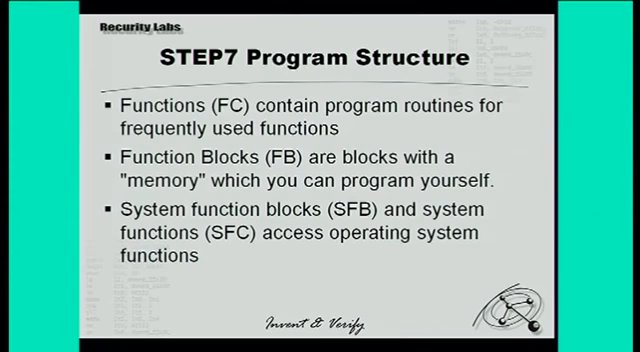 Recurity Labs
STEP7 Program Structure
Functions (FC) contain program routines for
frequently used functions
Function Blocks (FB) are blocks with a
"memory" which you can program yourself.
System function blocks (SFB) and system
functions (SFC) access operating system
functions
Invent & Verify